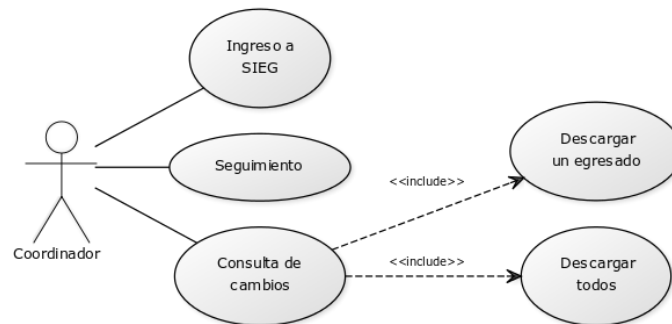 Ingreso a
SIEG
Seguimiento
Coordinador
Consulta de
cambios
<<include>>
<<include>>
Descargar
un egresado
Descargar
todos